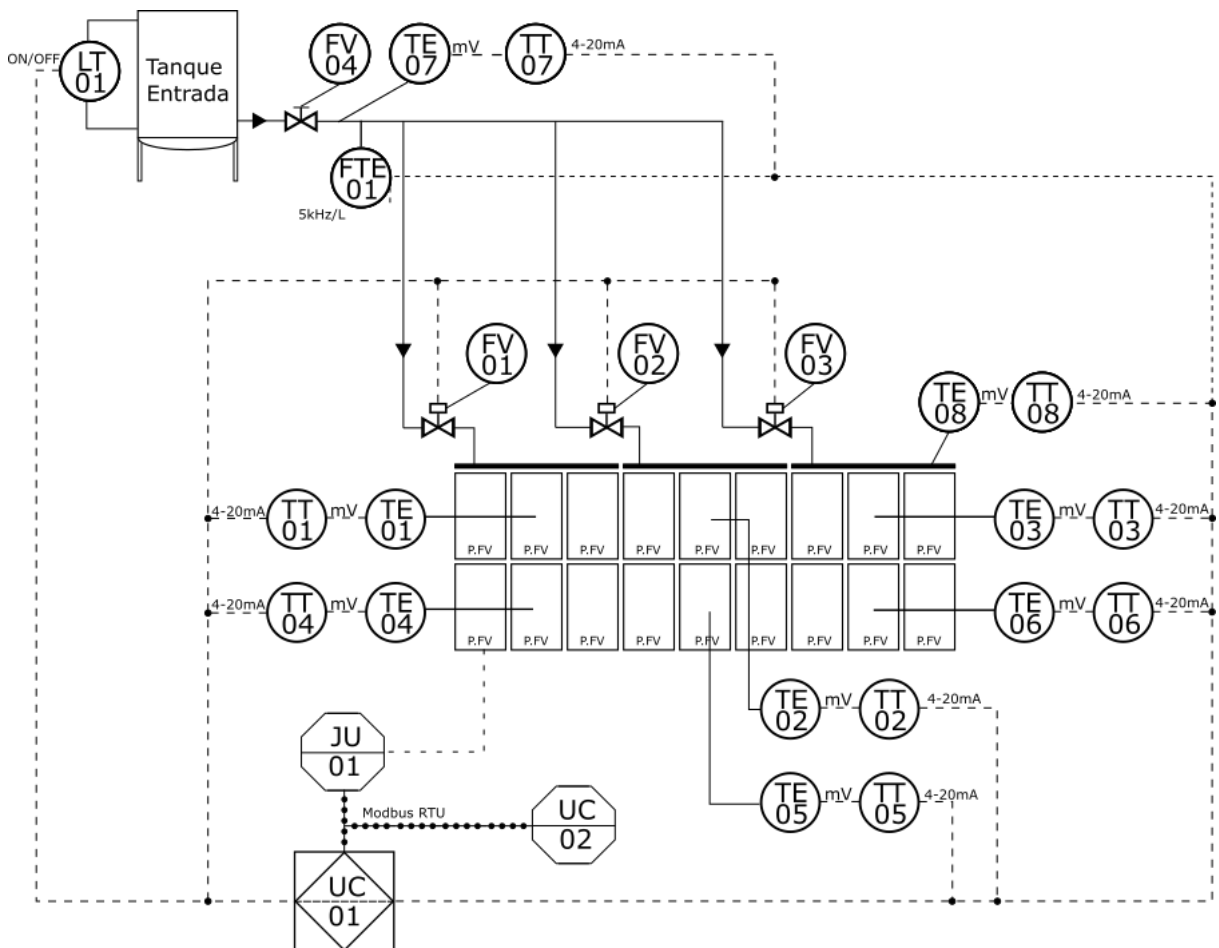 ON/OFF
LT
01
Tanque
Entrada
FV
04
TE
07
mV
TT
07
4-20mA
FTE
01
5kHz/L
FV
01
FV
02
FV
03
TE
08
mV
TT
08
4-20mA
4-20mA
TT
01
mV
TE
01
P.FV P.FV P.FV P.FV P.FV P.FV P.FV P.FV P.FV
TE
03
mV
TT
03
4-20mA
4-20mA
TT
04
mV
TE
04
P.FV P.FV P.FV P.FV P.FV P.FV P.FV P.FV P.FV
TE
06
mV
TT
06
4-20mA
TE
02
mV
TT
02
4-20mA
JU
01
TE
05
mV
TT
05
4-20mA
Modbus RTU
UC
02
UC
01